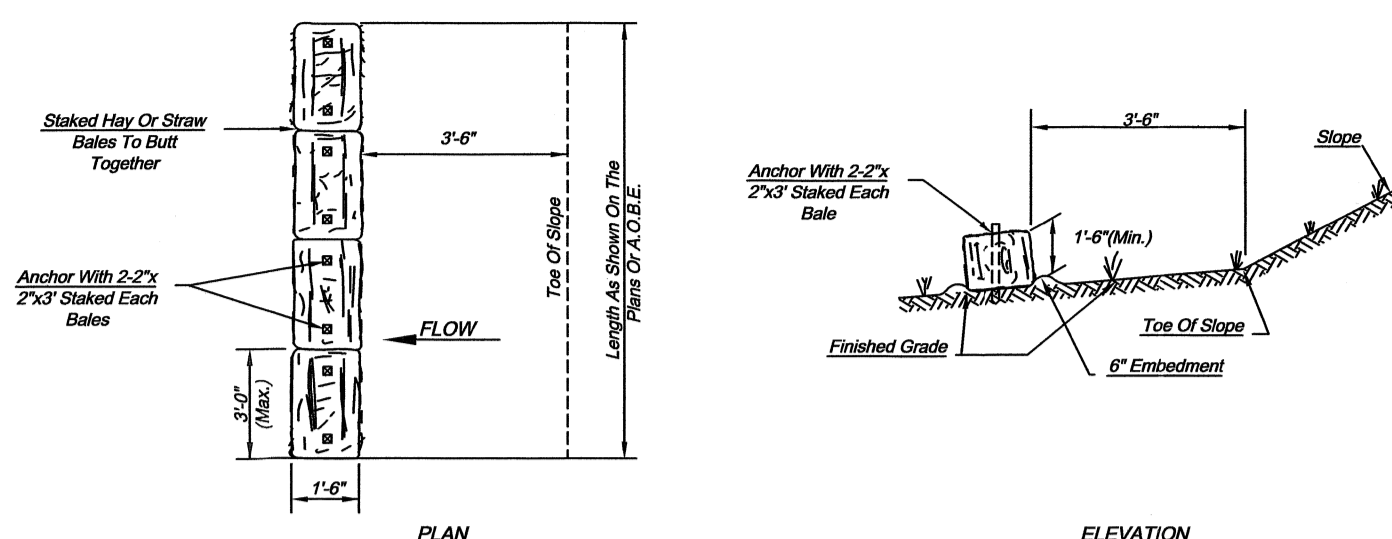 Staked Hay Or Straw
Bales To Butt
Together
3'-6"
Toe Of Slope
Length As Shown On The
Plans Or A.O.B.E.
Anchor With 2-2"x
2"x3' Staked Each
Bales
FLOW
3'-0"
(Max.)
1'-6"
PLAN
3'-6"
Slope
Anchor With 2-2"x
2"x3' Staked Each
Bale
1'-6"(Min.)
Toe Of Slope
Finished Grade
6" Embedment
ELEVATION